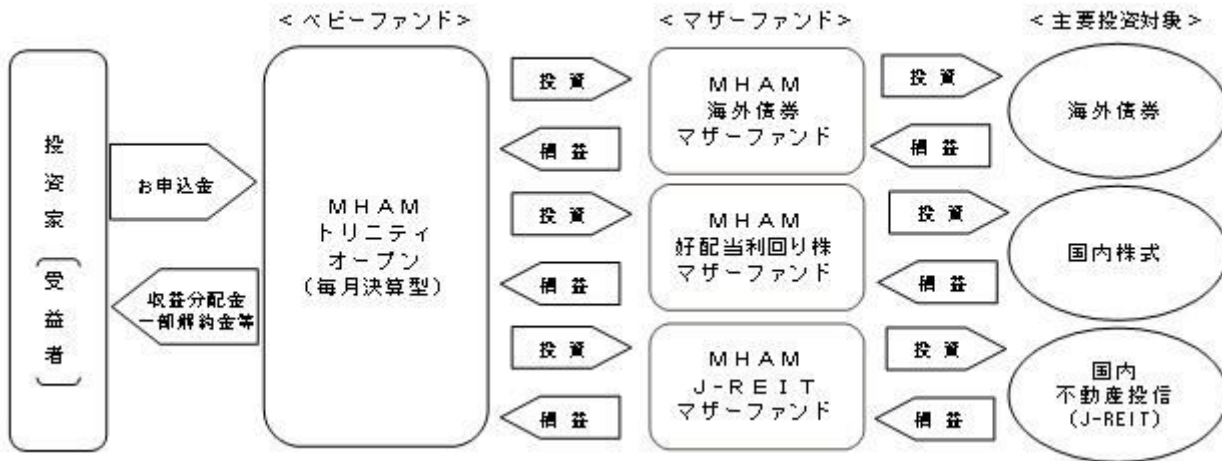 ＜ベビーファンド＞
＜マザーファンド＞
＜主要投資対象＞
投資家
（受益者）
お申込金
収益分配金
一部解約金等
ＭＨＡＭ
トリニティ
オープン
（毎月決算型）
投資
損益
投資
損益
投資
損益
ＭＨＡＭ
海外債券
マザーファンド
ＭＨＡＭ
好配当利回り株
マザーファンド
ＭＨＡＭ
Ｊ-ＲＥＩＴ
マザーファンド
投資
損益
投資
損益
投資
損益
海外債券
国内株式
国内
不動産投信
(J-REIT)